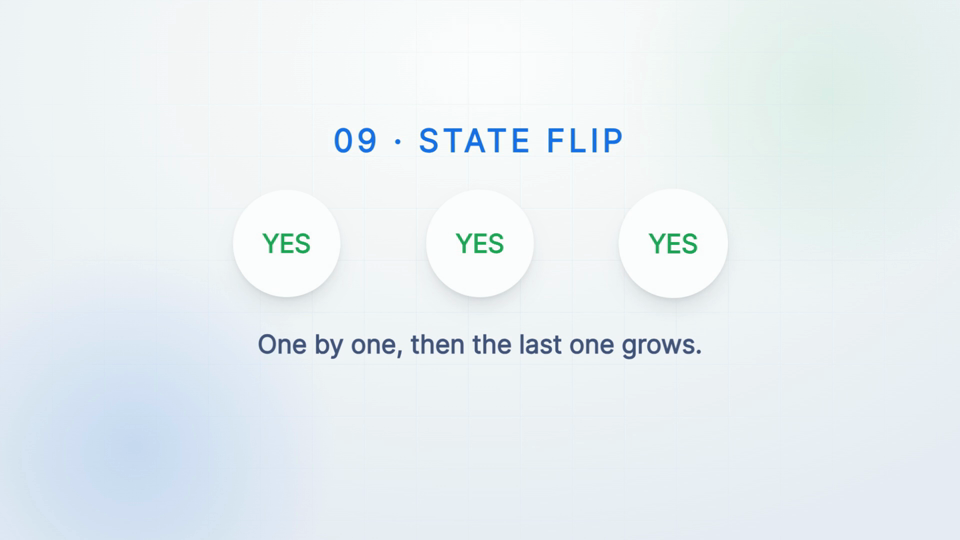 09 · STATE FLIP
YES YES YES
One by one, then the last one grows.